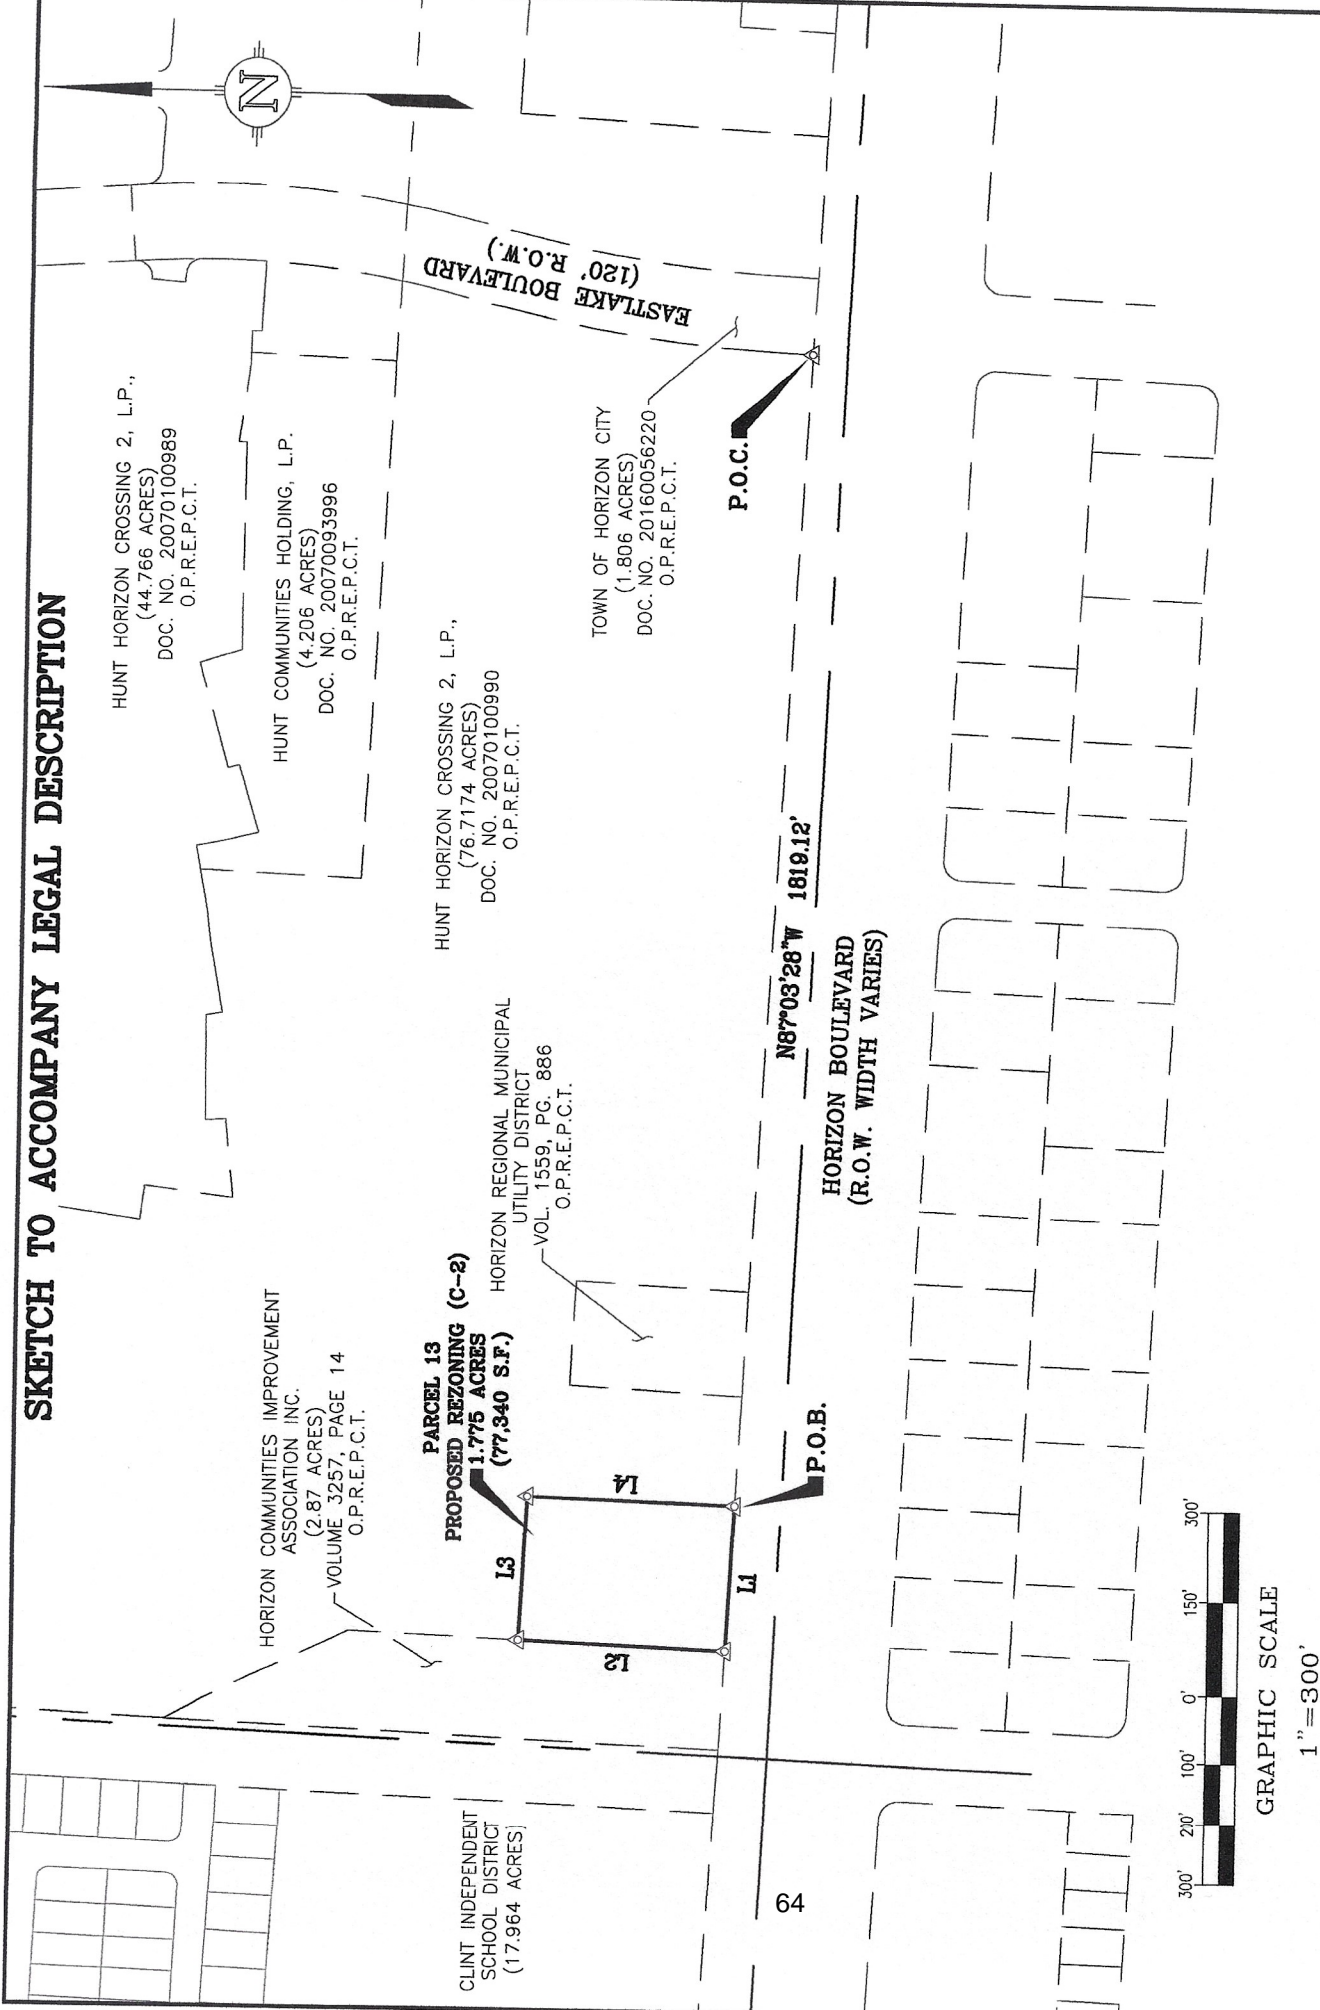 SKETCH TO ACCOMPANY LEGAL DESCRIPTION
N
HUNT HORIZON CROSSING 2, L.P.,
(44.766 ACRES)
DOC. NO. 20070100989
O.P.R.E.P.C.T.
HUNT COMMUNITIES HOLDING, L.P.
(4.206 ACRES)
DOC. NO. 20070093996
O.P.R.E.P.C.T.
EASTLAKE BOULEVARD
(120' R.O.W.)
HORIZON COMMUNITIES IMPROVEMENT
ASSOCIATION INC.
(2.87 ACRES)
VOLUME 3257, PAGE 14
O.P.R.E.P.C.T.
HUNT HORIZON CROSSING 2, L.P.,
(76.7174 ACRES)
DOC. NO. 20070100990
O.P.R.E.P.C.T.
PARCEL 13
PROPOSED REZONING (C-2)
1.775 ACRES
(77,340 S.F.)
HORIZON REGIONAL MUNICIPAL
UTILITY DISTRICT
VOL. 1559, PG. 886
O.P.R.E.P.C.T.
TOWN OF HORIZON CITY
(1.806 ACRES)
DOC. NO. 20160056220
O.P.R.E.P.C.T.
CLINT INDEPENDENT
SCHOOL DISTRICT
(17.964 ACRES)
L3
L2
L4
L1
P.O.C.
P.O.B.
N87°03'28"W 1819.12'
HORIZON BOULEVARD
(R.O.W. WIDTH VARIES)
64
300' 200' 100' 0' 150' 300'
GRAPHIC SCALE
1"=300'